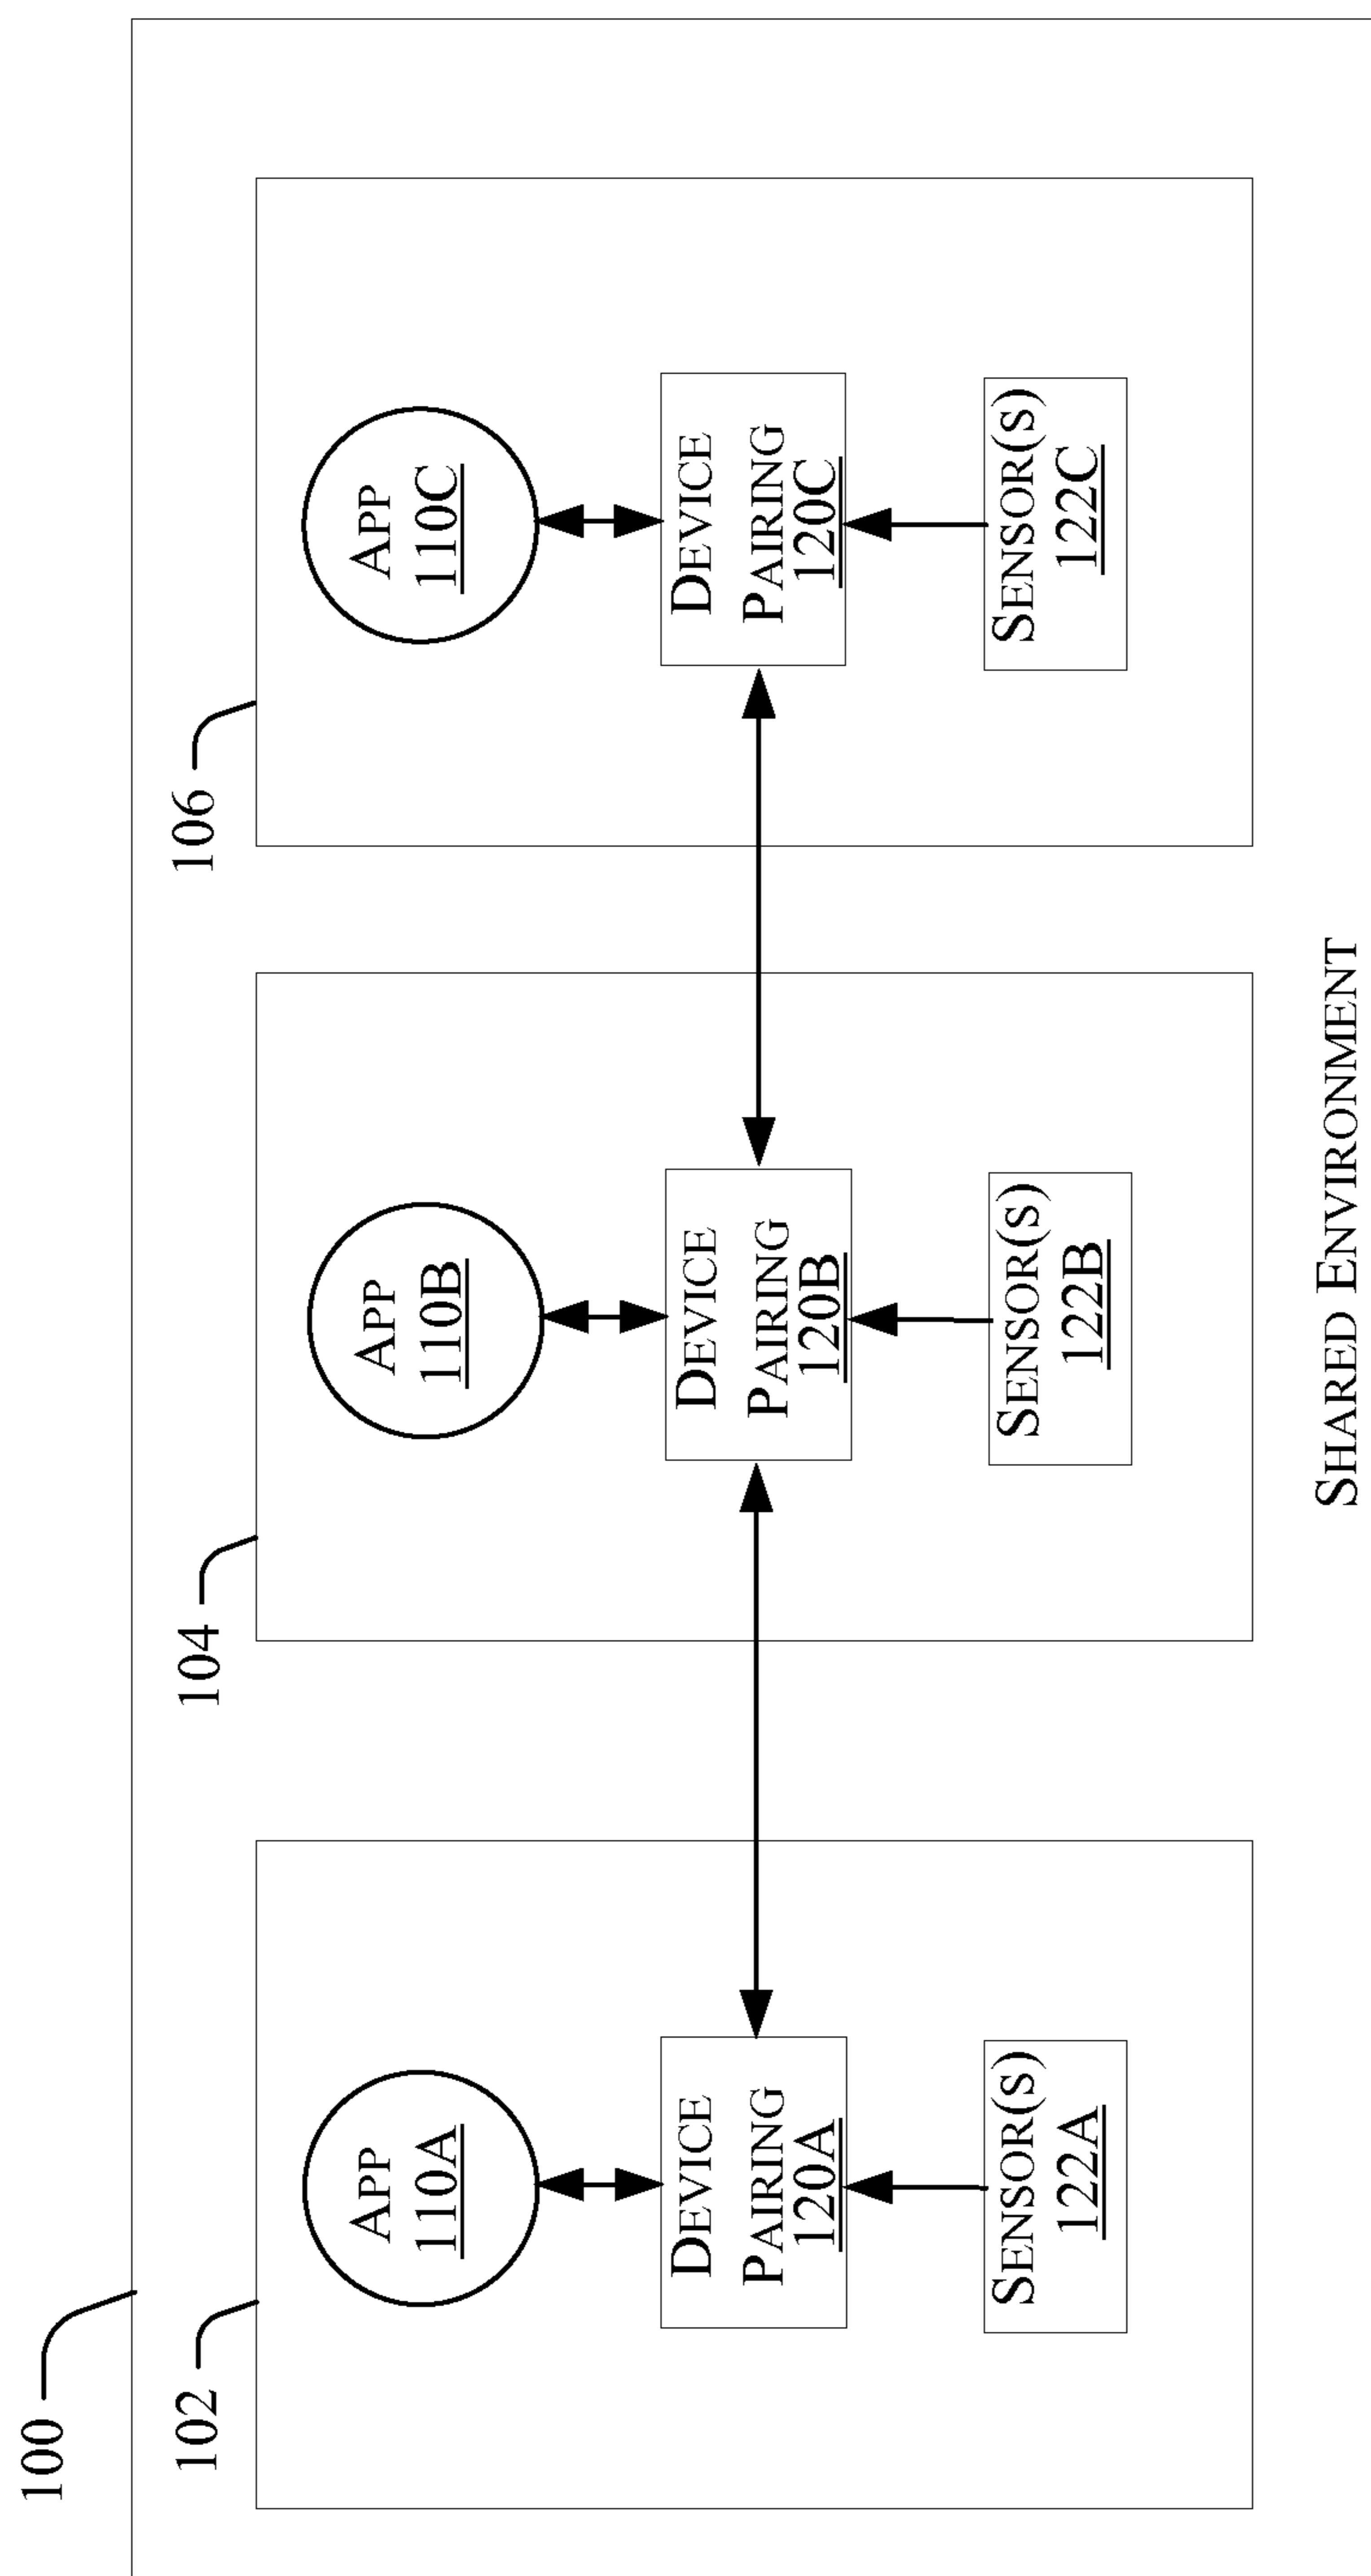 100
102
APP
110A
DEVICE
PAIRING
120A
SENSOR(S)
122A
104
APP
110B
DEVICE
PAIRING
120B
SENSOR(S)
122B
106
APP
110C
DEVICE
PAIRING
120C
SENSOR(S)
122C
SHARED ENVIRONMENT